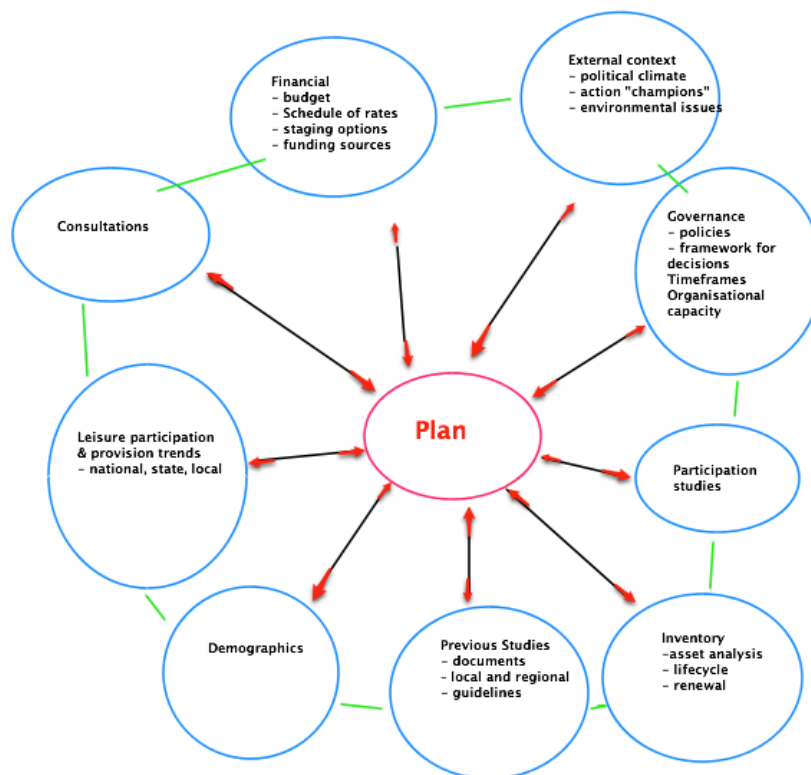 Financial
- budget
- Schedule of rates
- staging options
- funding sources
External context
- political climate
- action "champions"
- environmental issues
Consultations
Governance
- policies
- framework for
decisions
Timeframes
Organisational
capacity
Plan
Leisure participation
& provision trends
- national, state, local
Participation
studies
Demographics
Previous Studies
- documents
- local and regional
- guidelines
Inventory
-asset analysis
- lifecycle
- renewal